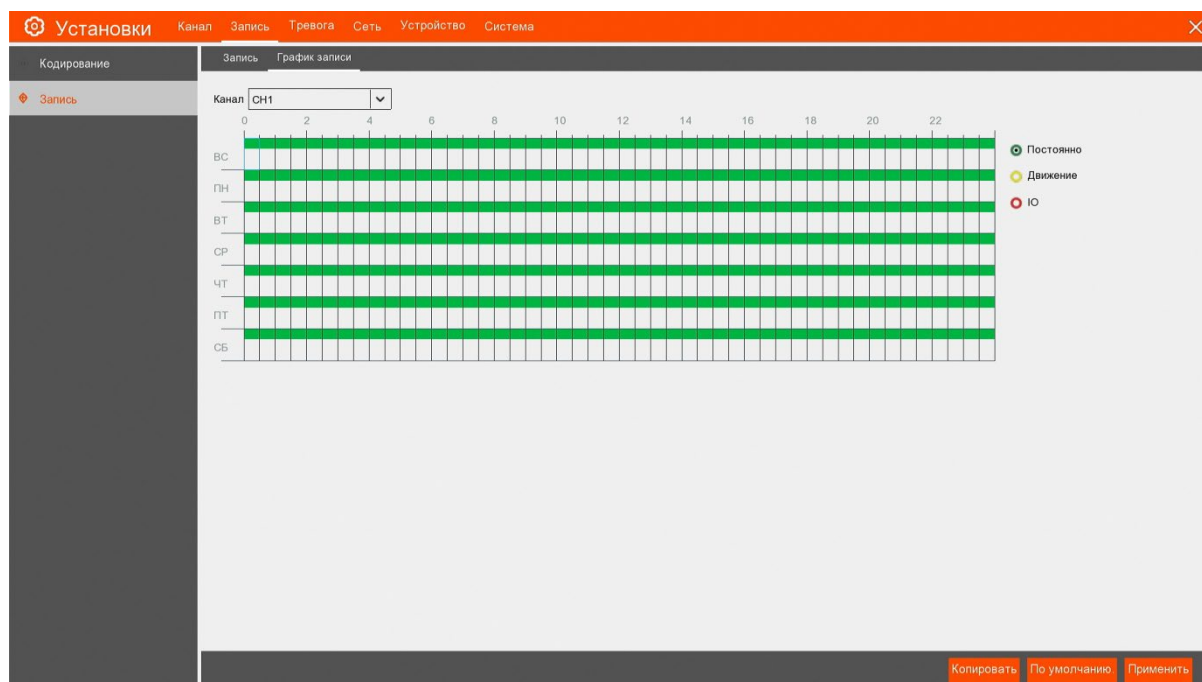 Установки Канал Запись Тревога Сеть Устройство Система
Кодирование
Запись
Запись График записи
Канал CH1
0 2 4 6 8 10 12 14 16 18 20 22
ВС
ПН
ВТ
СР
ЧТ
ПТ
СБ
Постоянно
Движение
IO
Копировать По умолчанию Применить